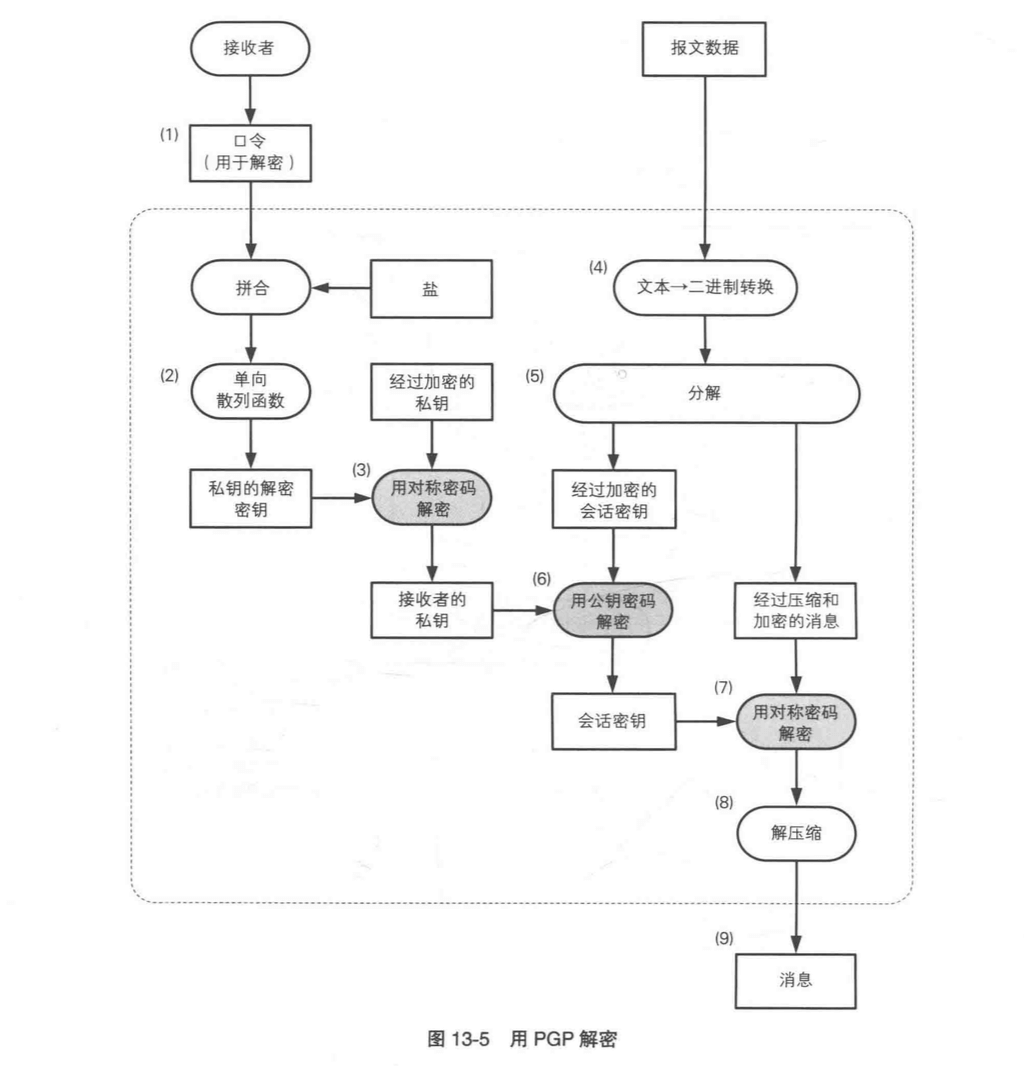 接收者
报文数据
(1)
口令
（用于解密）
拼合
盐
(4)
文本→二进制转换
(2)
单向
散列函数
经过加密的
私钥
(5)
分解
私钥的解密
密钥
(3)
用对称密码
解密
经过加密的
会话密钥
接收者的
私钥
(6)
用公钥密码
解密
经过压缩和
加密的消息
会话密钥
(7)
用对称密码
解密
(8)
解压缩
(9)
消息
图 13-5 用 PGP 解密